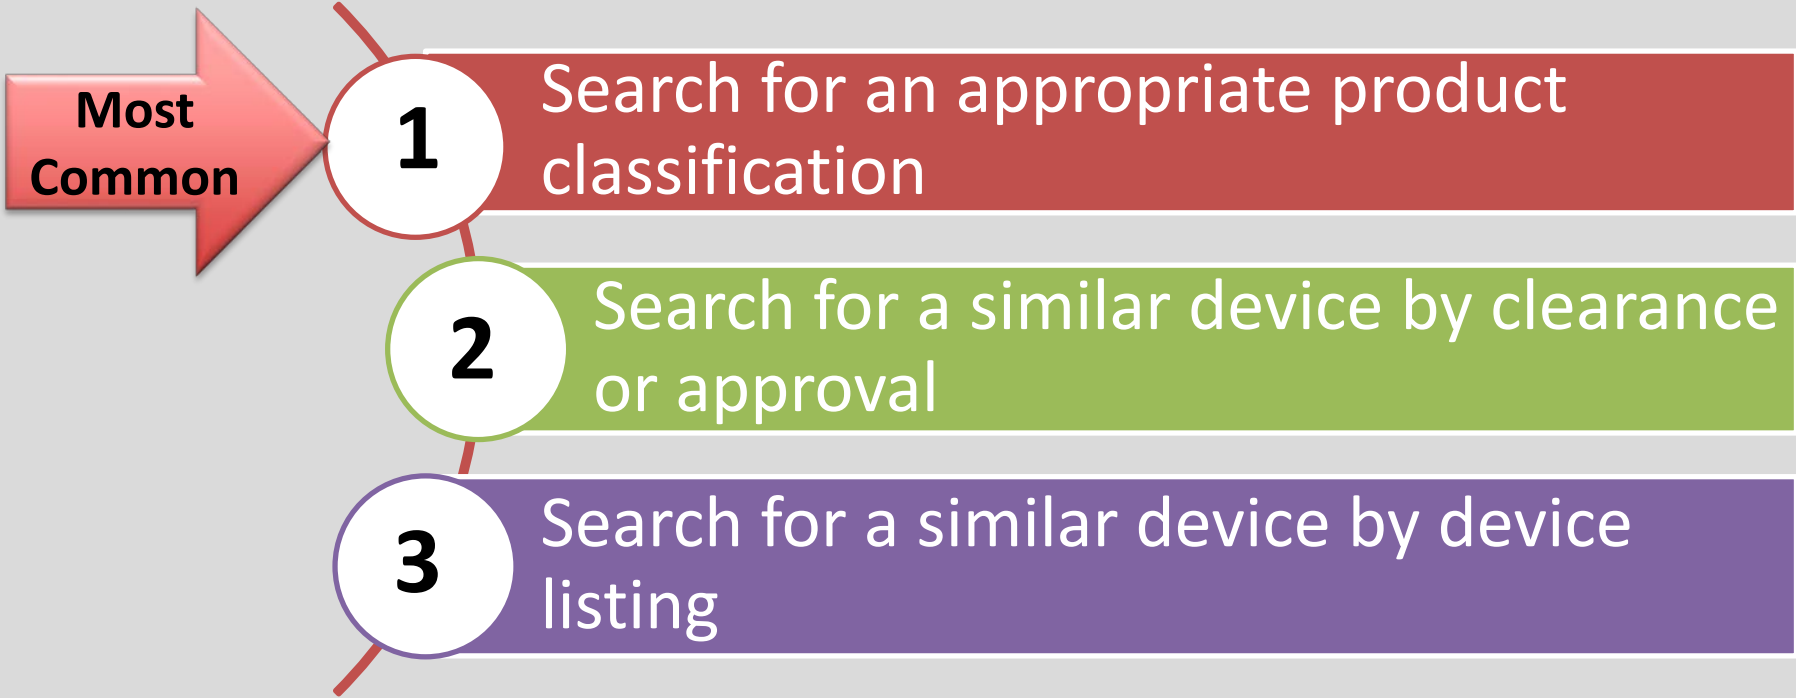 Most
Common
1
Search for an appropriate product
classification
2
Search for a similar device by clearance
or approval
3
Search for a similar device by device
listing